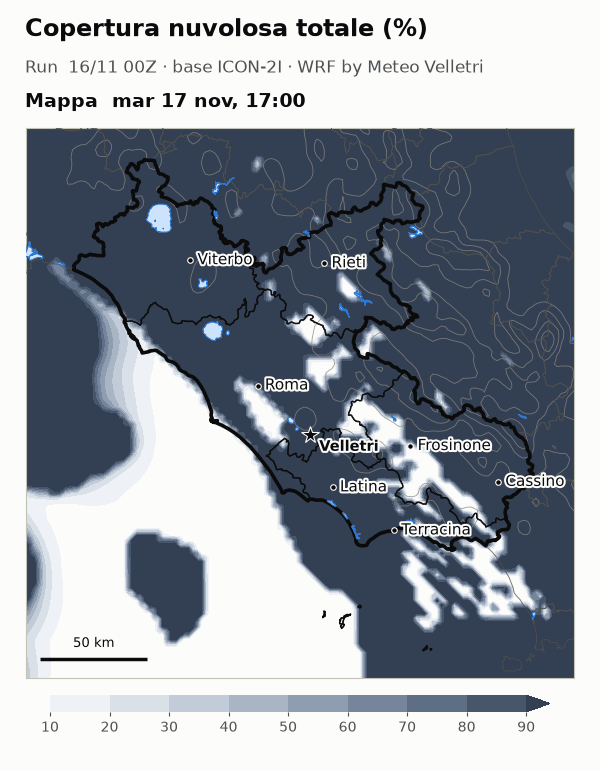 Copertura nuvolosa totale (%)
Run  16/11 00Z · base ICON-2I · WRF by Meteo Velletri
Mappa  mar 17 nov, 17:00
Viterbo
Rieti
Roma
Velletri
Frosinone
Cassino
Latina
Terracina
50 km
10 20 30 40 50 60 70 80 90